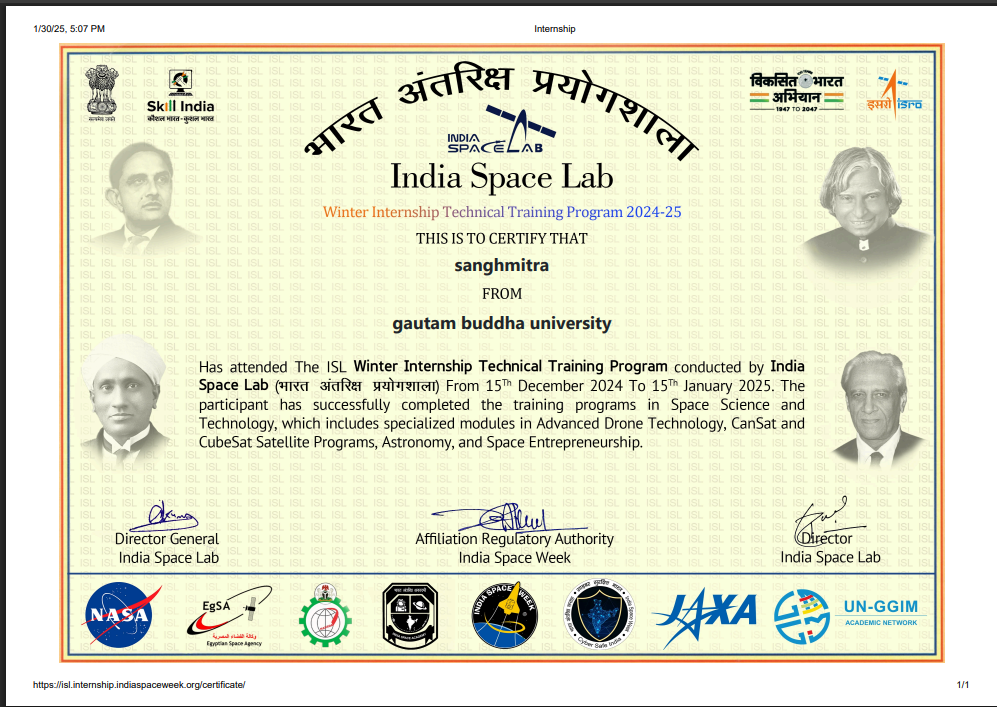 1/30/25, 5:07 PM
Internship
सत्यमेव जयते
Skill India
कौशल भारत - कुशल भारत
भारत अंतरिक्ष प्रयोगशाला
विकसित भारत
अभियान
1947 TO 2047
इसरो isro
INDIA
SPACE LAB
India Space Lab
Winter Internship Technical Training Program 2024-25
THIS IS TO CERTIFY THAT
sanghmitra
FROM
gautam buddha university
Has attended The ISL Winter Internship Technical Training Program conducted by India
Space Lab (भारत अंतरिक्ष प्रयोगशाला) From 15Th December 2024 To 15Th January 2025. The
participant has successfully completed the training programs in Space Science and
Technology, which includes specialized modules in Advanced Drone Technology, CanSat and
CubeSat Satellite Programs, Astronomy, and Space Entrepreneurship.
Director General
India Space Lab
Affiliation Regulatory Authority
India Space Week
Director
India Space Lab
NASA
EgSA
وكالة الفضاء المصرية
Egyptian Space Agency
INDIA SPACE WEEK
Cyber Safe India
JAXA
UN-GGIM
ACADEMIC NETWORK
https://isl.internship.indiaspaceweek.org/certificate/
1/1